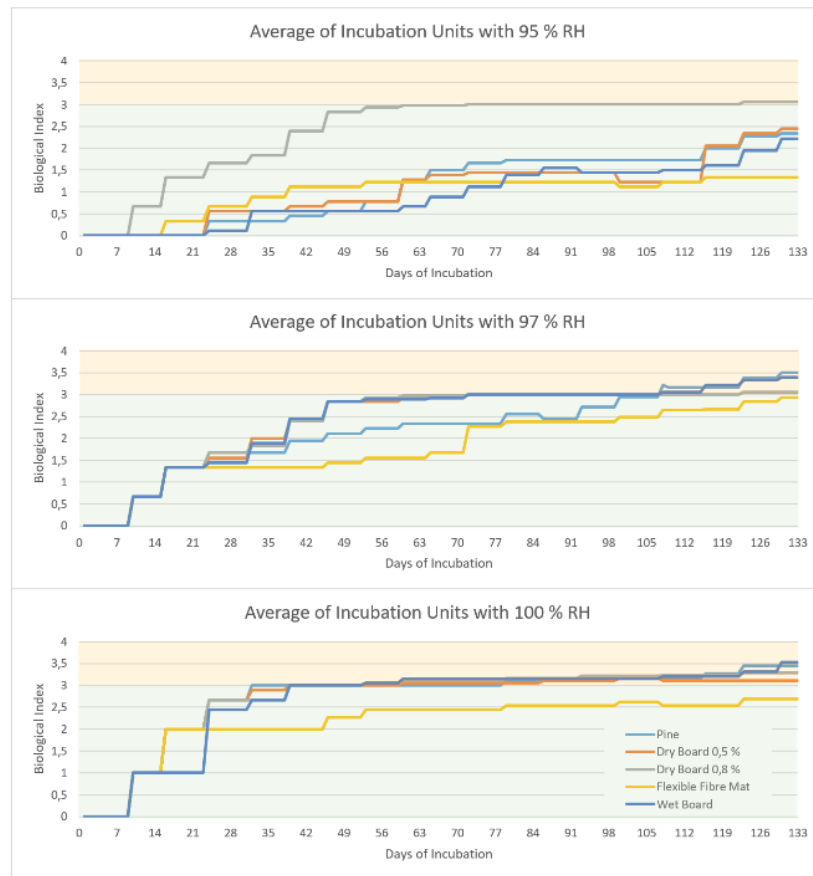 Average of Incubation Units with 95 % RH
Biological Index
4
3,5
3
2,5
2
1,5
1
0,5
0
0 7 14 21 28 35 42 49 56 63 70 77 84 91 98 105 112 119 126 133
Days of Incubation
Average of Incubation Units with 97 % RH
Biological Index
4
3,5
3
2,5
2
1,5
1
0,5
0
0 7 14 21 28 35 42 49 56 63 70 77 84 91 98 105 112 119 126 133
Days of Incubation
Average of Incubation Units with 100 % RH
Biological Index
4
3,5
3
2,5
2
1,5
1
0,5
0
Pine
Dry Board 0,5 %
Dry Board 0,8 %
Flexible Fibre Mat
Wet Board
0 7 14 21 28 35 42 49 56 63 70 77 84 91 98 105 112 119 126 133
Days of Incubation